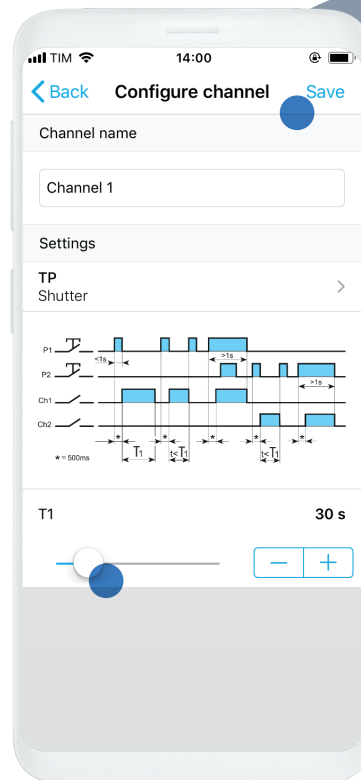 TIM 14:00
Back Configure channel Save
Channel name
Channel 1
Settings
TP
Shutter
P1
<1s >1s
P2
>1s
Ch1
Ch2
* * * * *
* = 500ms T1 t<T1 t<T1
T1 30 s
− +